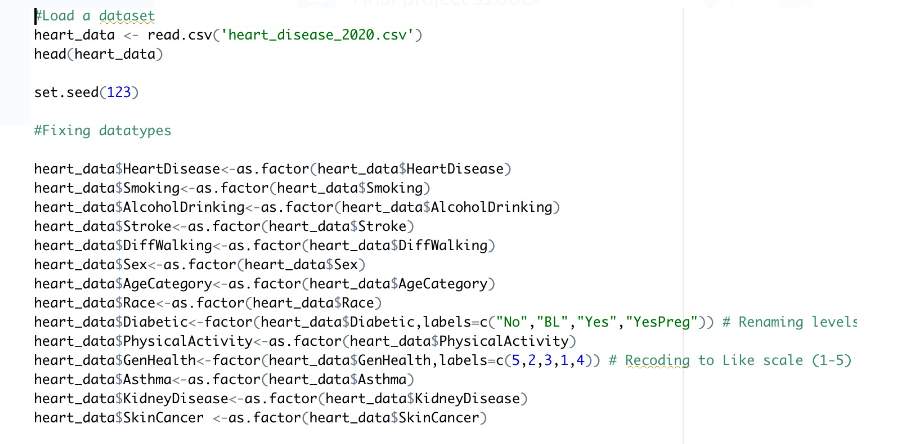 #Load a dataset
heart_data <- read.csv('heart_disease_2020.csv')
head(heart_data)
set.seed(123)
#Fixing datatypes
heart_data$HeartDisease<-as.factor(heart_data$HeartDisease)
heart_data$Smoking<-as.factor(heart_data$Smoking)
heart_data$AlcoholDrinking<-as.factor(heart_data$AlcoholDrinking)
heart_data$Stroke<-as.factor(heart_data$Stroke)
heart_data$DiffWalking<-as.factor(heart_data$DiffWalking)
heart_data$Sex<-as.factor(heart_data$Sex)
heart_data$AgeCategory<-as.factor(heart_data$AgeCategory)
heart_data$Race<-as.factor(heart_data$Race)
heart_data$Diabetic<-factor(heart_data$Diabetic,labels=c("No","BL","Yes","YesPreg")) # Renaming levels
heart_data$PhysicalActivity<-as.factor(heart_data$PhysicalActivity)
heart_data$GenHealth<-factor(heart_data$GenHealth,labels=c(5,2,3,1,4)) # Recoding to Like scale (1-5)
heart_data$Asthma<-as.factor(heart_data$Asthma)
heart_data$KidneyDisease<-as.factor(heart_data$KidneyDisease)
heart_data$SkinCancer <-as.factor(heart_data$SkinCancer)